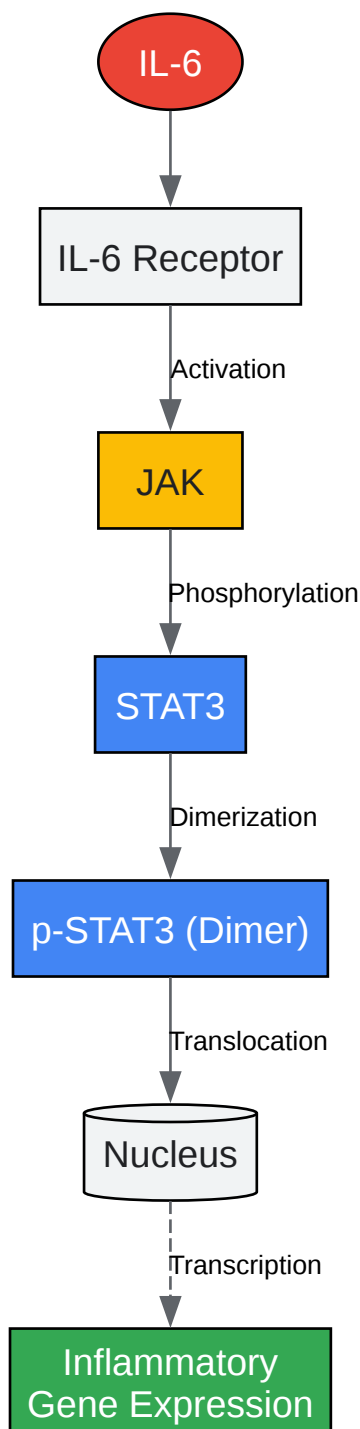 IL-6
IL-6 Receptor
Activation
JAK
Phosphorylation
STAT3
Dimerization
p-STAT3 (Dimer)
Translocation
Nucleus
Transcription
Inflammatory
Gene Expression